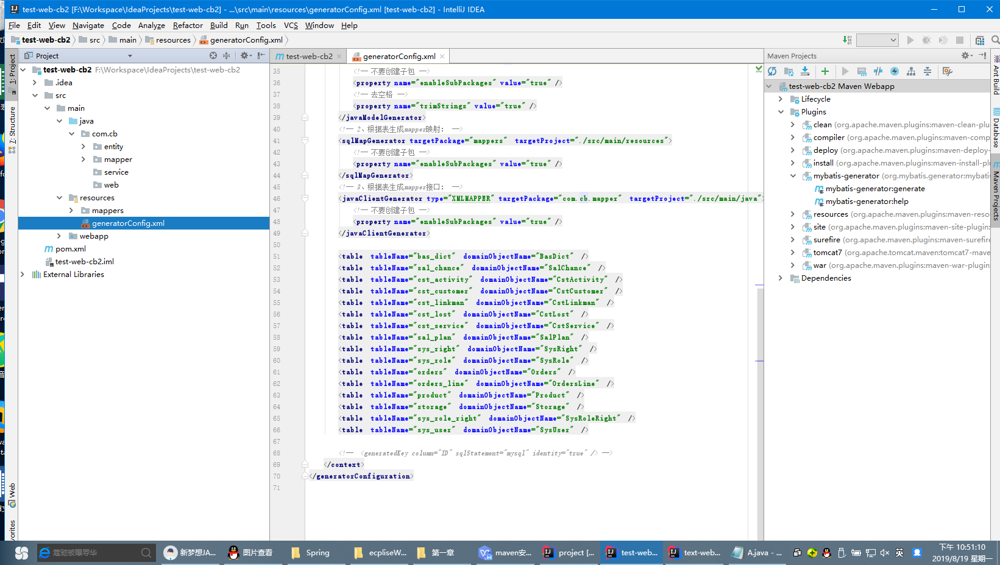 test-web-cb2 [F:\Workspace\IdeaProjects\test-web-cb2] - ...\src\main\resources\generatorConfig.xml [test-web-cb2] - IntelliJ IDEA
File Edit View Navigate Code Analyze Refactor Build Run Tools VCS Window Help
test-web-cb2 src main resources generatorConfig.xml
Project
test-web-cb2 generatorConfig.xml
Maven Projects
1: Project
7: Structure
Web
test-web-cb2 F:\Workspace\IdeaProjects\test-web-cb2
.idea
src
main
java
com.cb
entity
mapper
service
web
resources
mappers
generatorConfig.xml
webapp
pom.xml
test-web-cb2.iml
External Libraries
35 <!-- 不要创建子包 -->
36 <property name="enableSubPackages" value="true" />
37 <!-- 去空格 -->
38 <property name="trimStrings" value="true" />
39 </javaModelGenerator>
40 <!-- 2、根据表生成mapper映射： -->
41 <sqlMapGenerator targetPackage="mappers" targetProject="./src/main/resources">
42 <!-- 不要创建子包 -->
43 <property name="enableSubPackages" value="true" />
44 </sqlMapGenerator>
45 <!-- 3、根据表生成mapper接口： -->
46 <javaClientGenerator type="XMLMAPPER" targetPackage="com.cb.mapper" targetProject="./src/main/java">
47 <!-- 不要创建子包 -->
48 <property name="enableSubPackages" value="true" />
49 </javaClientGenerator>
50
51 <table tableName="bas_dict" domainObjectName="BasDict" />
52 <table tableName="sal_chance" domainObjectName="SalChance" />
53 <table tableName="cst_activity" domainObjectName="CstActivity" />
54 <table tableName="cst_customer" domainObjectName="CstCustomer" />
55 <table tableName="cst_linkman" domainObjectName="CstLinkman" />
56 <table tableName="cst_lost" domainObjectName="CstLost" />
57 <table tableName="cst_service" domainObjectName="CstService" />
58 <table tableName="sal_plan" domainObjectName="SalPlan" />
59 <table tableName="sys_right" domainObjectName="SysRight" />
60 <table tableName="sys_role" domainObjectName="SysRole" />
61 <table tableName="orders" domainObjectName="Orders" />
62 <table tableName="orders_line" domainObjectName="OrdersLine" />
63 <table tableName="product" domainObjectName="Product" />
64 <table tableName="storage" domainObjectName="Storage" />
65 <table tableName="sys_role_right" domainObjectName="SysRoleRight" />
66 <table tableName="sys_user" domainObjectName="SysUser" />
67
68 <!-- <generatedKey column="ID" sqlStatement="mysql" identity="true" /> -->
69 </context>
70 </generatorConfiguration>
71
test-web-cb2 Maven Webapp
Lifecycle
Plugins
clean (org.apache.maven.plugins:maven-clean-plu
compiler (org.apache.maven.plugins:maven-comp
deploy (org.apache.maven.plugins:maven-deploy-
install (org.apache.maven.plugins:maven-install-pl
mybatis-generator (org.mybatis.generator:mybatis
mybatis-generator:generate
mybatis-generator:help
resources (org.apache.maven.plugins:maven-reso
site (org.apache.maven.plugins:maven-site-plugin:
surefire (org.apache.maven.plugins:maven-surefire
tomcat7 (org.apache.tomcat.maven:tomcat7-mave
war (org.apache.maven.plugins:maven-war-plugin
Dependencies
Ant Build
Database
Maven Projects
蔻驰被曝辱华 新梦想JA... 图片查看 Spring ecpliseW... 第一章 maven安... project [... test-web... text-web... A.java - ... 英
下午 10:51:10
2019/8/19 星期一